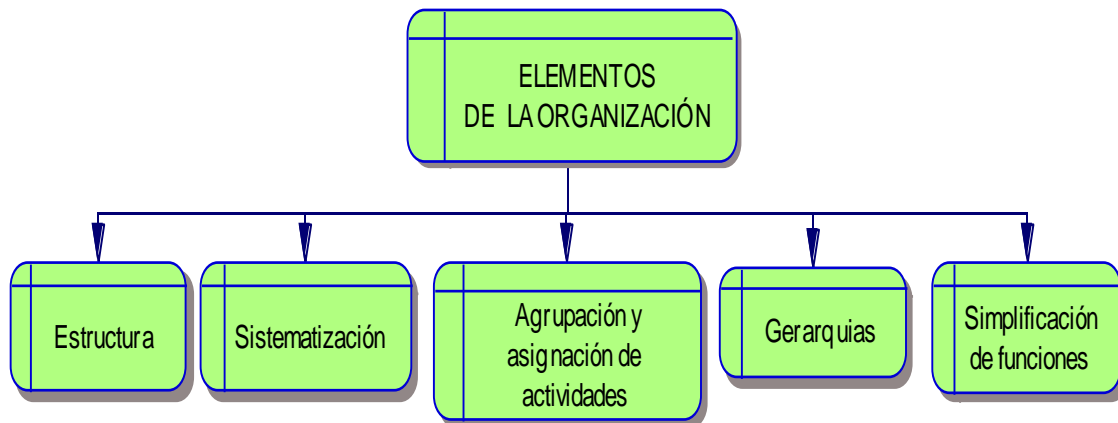 ELEMENTOS
DE LA ORGANIZACIÓN
Estructura
Sistematización
Agrupación y
asignación de
actividades
Gerarquias
Simplificación
de funciones